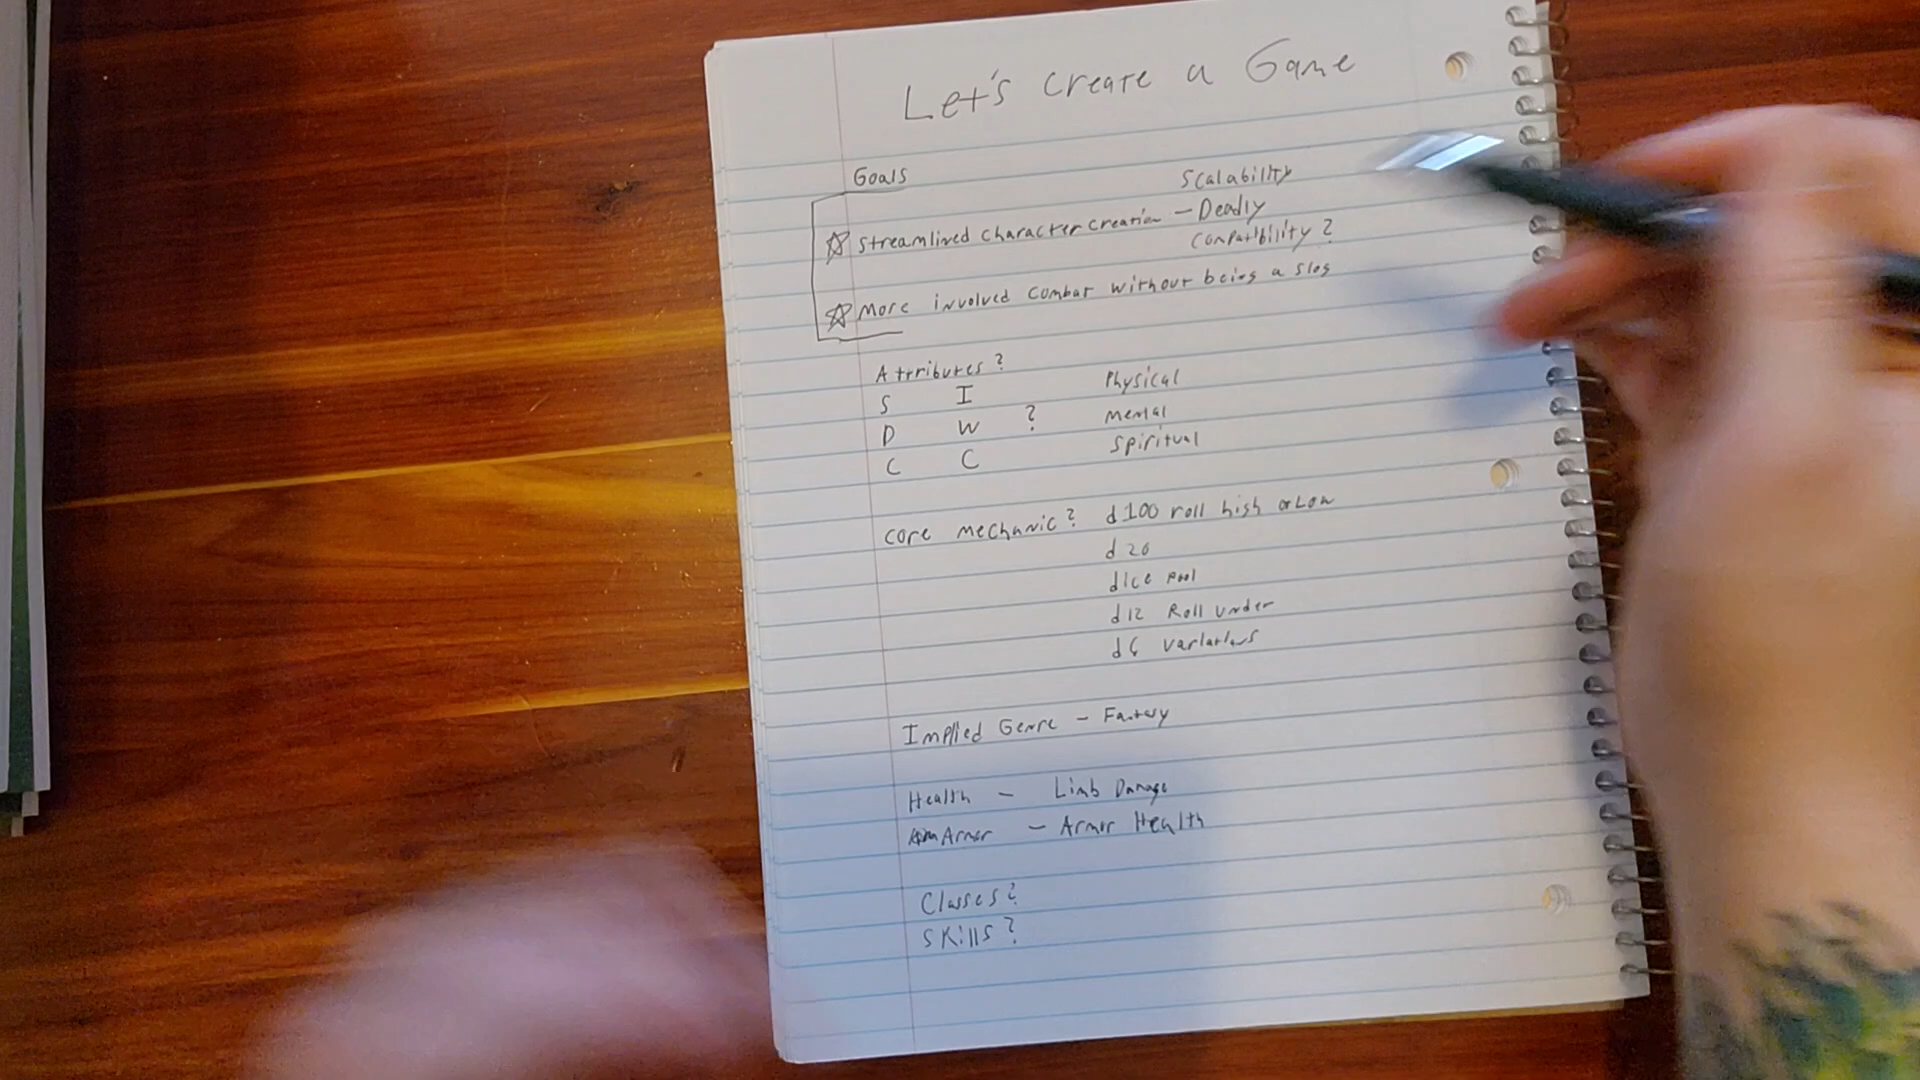 Let's Create a Game
Goals
Scalability
Streamlined character creation - Deadly
Compatibility?
More involved combat without being a slog
Attributes?
S I Physical
D W ? Mental
C C Spiritual
Core mechanic? d100 roll high or Low
d20
dice pool
d12 Roll under
d6 variations
Implied Genre - Fantasy
Health - Limb Damage
Armor - Armor Health
Classes?
Skills?